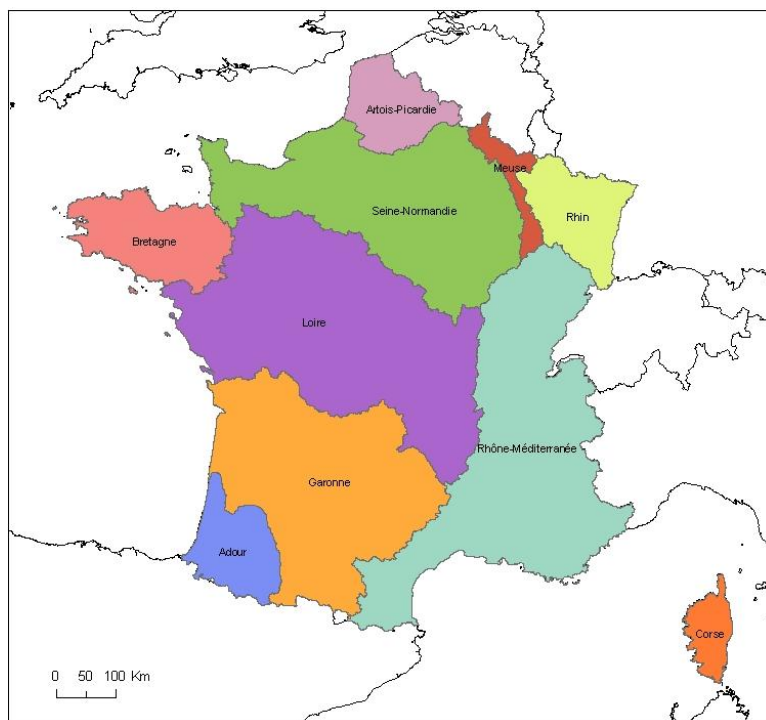 Artois-Picardie
Meuse
Seine-Normandie
Rhin
Bretagne
Loire
Rhône-Méditerranée
Garonne
Adour
Corse
0 50 100 Km